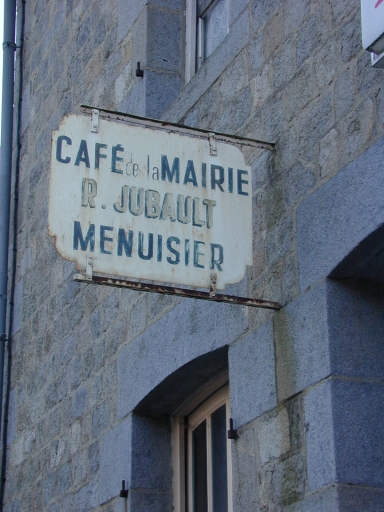 CAFÉ de la MAIRIE
R. JUBAULT
MENUISIER